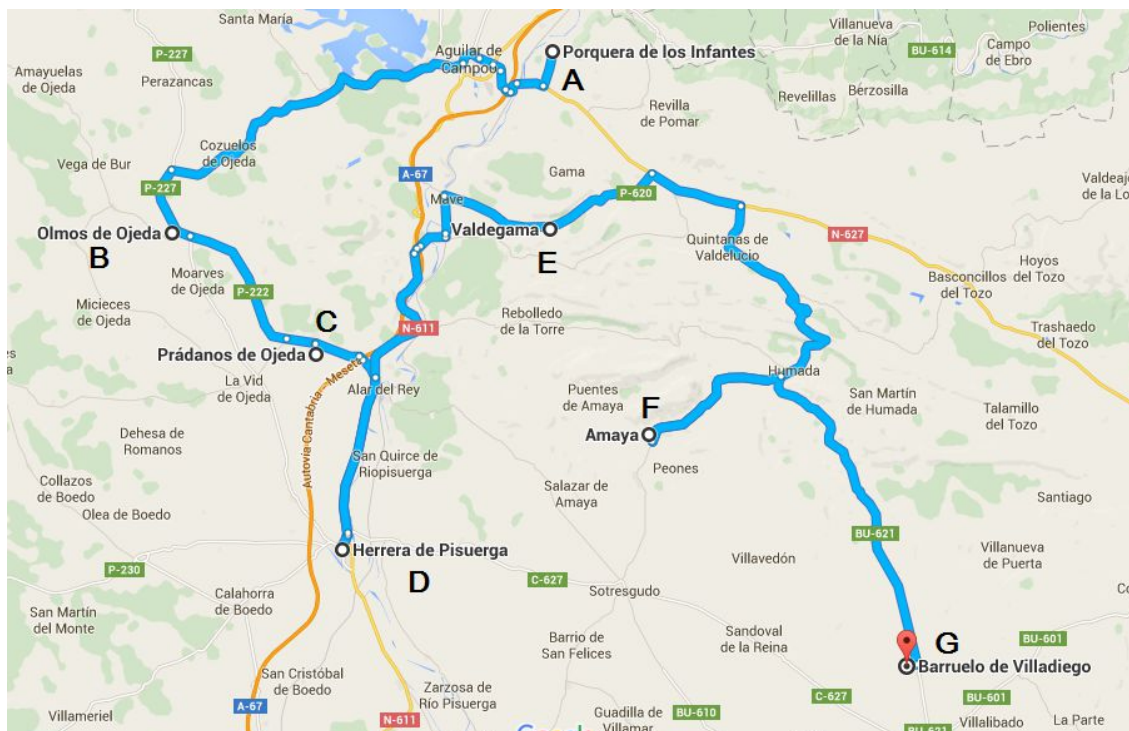 Santa María
Villanueva
de la Nía
Polientes
P-227
Aguilar de
Campoo
Porquera de los Infantes
BU-614
Campo
de Ebro
Amayuelas
de Ojeda
Perazancas
A
Revilla
de Pomar
Revelillas
Berzosilla
Cozuelos
de Ojeda
Vega de Bur
A-67
Gama
P-227
Mave
P-620
Olmos de Ojeda
Valdegama
N-627
B
E
Quintanas de
Valdelucio
Moarves
de Ojeda
Hoyos
del Tozo
P-222
Basconcillos
del Tozo
Micieces
de Ojeda
C
N-611
Rebolledo
de la Torre
Trashaedo
del Tozo
Prádanos de Ojeda
Alar del Rey
La Vid
de Ojeda
Humada
Puentes
de Amaya
San Martín
de Humada
F
Talamillo
del Tozo
Autovía Cantabria - Meseta
Amaya
Dehesa de
Romanos
San Quirce de
Riopisuerga
Peones
Collazos
de Boedo
Salazar de
Amaya
Santiago
Olea de Boedo
BU-621
Herrera de Pisuerga
Villavedón
Villanueva
de Puerta
P-230
D
C-627
Calahorra
de Boedo
Sotresgudo
San Martín
del Monte
Barrio de
San Felices
Sandoval
de la Reina
G
BU-601
Barruelo de Villadiego
San Cristóbal
de Boedo
Zarzosa de
Río Pisuerga
C-627
BU-601
A-67
Villameriel
N-611
Guadilla de
Villamar
BU-610
BU-621
Villalibado
La Parte